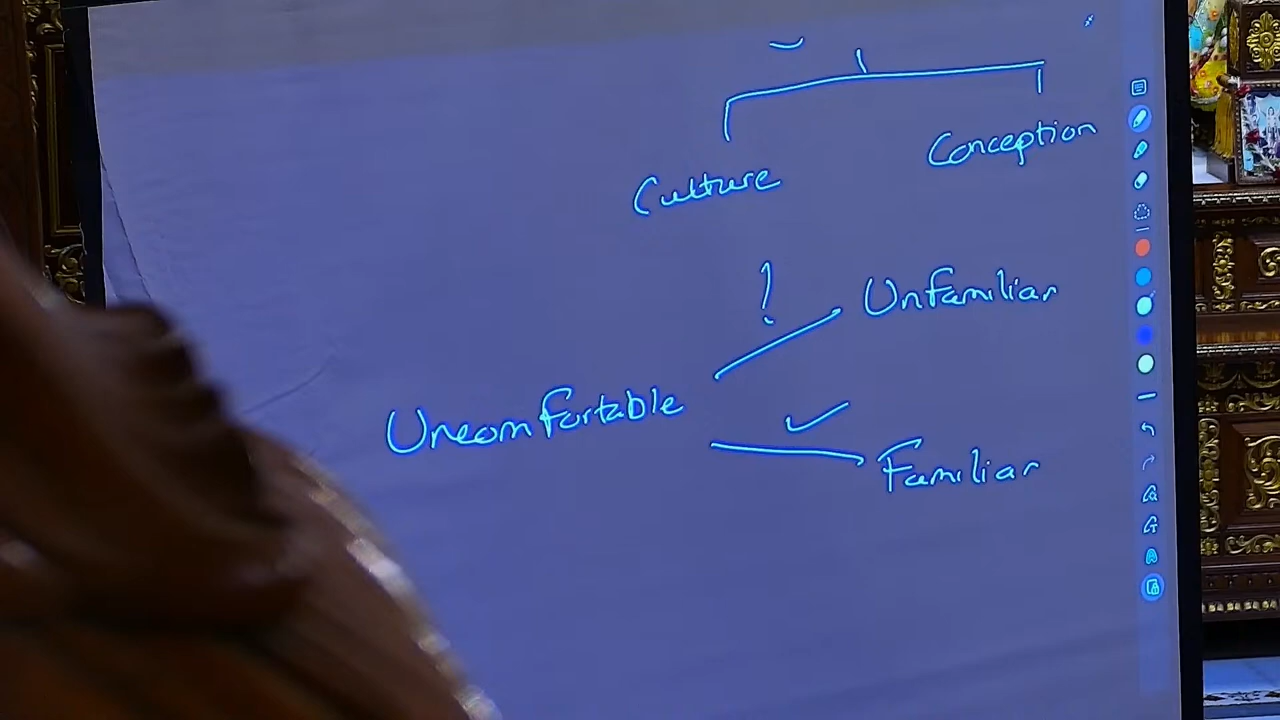 Conception
Culture
!
Unfamiliar
Uncomfortable
Familiar